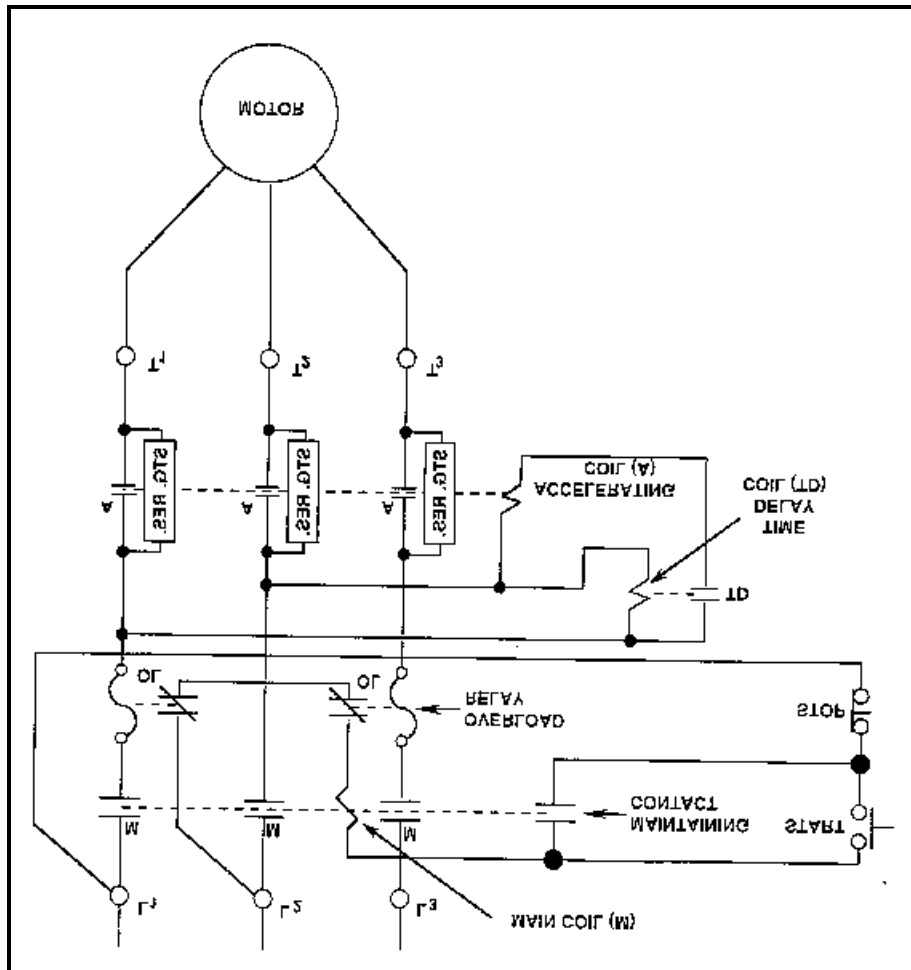 L1
L2
L3
MAIN COIL (M)
M
M
M
MAINTAINING
CONTACT
START
OVERLOAD
RELAY
STOP
OL
OL
TD
TIME
DELAY
COIL (TD)
A
A
A
STG. RES.
STG. RES.
STG. RES.
ACCELERATING
COIL (A)
T1
T2
T3
MOTOR